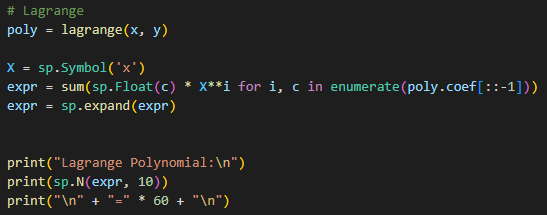 # Lagrange
poly = lagrange(x, y)
X = sp.Symbol('x')
expr = sum(sp.Float(c) * X**i for i, c in enumerate(poly.coef[::-1]))
expr = sp.expand(expr)
print("Lagrange Polynomial:\n")
print(sp.N(expr, 10))
print("\n" + "=" * 60 + "\n")